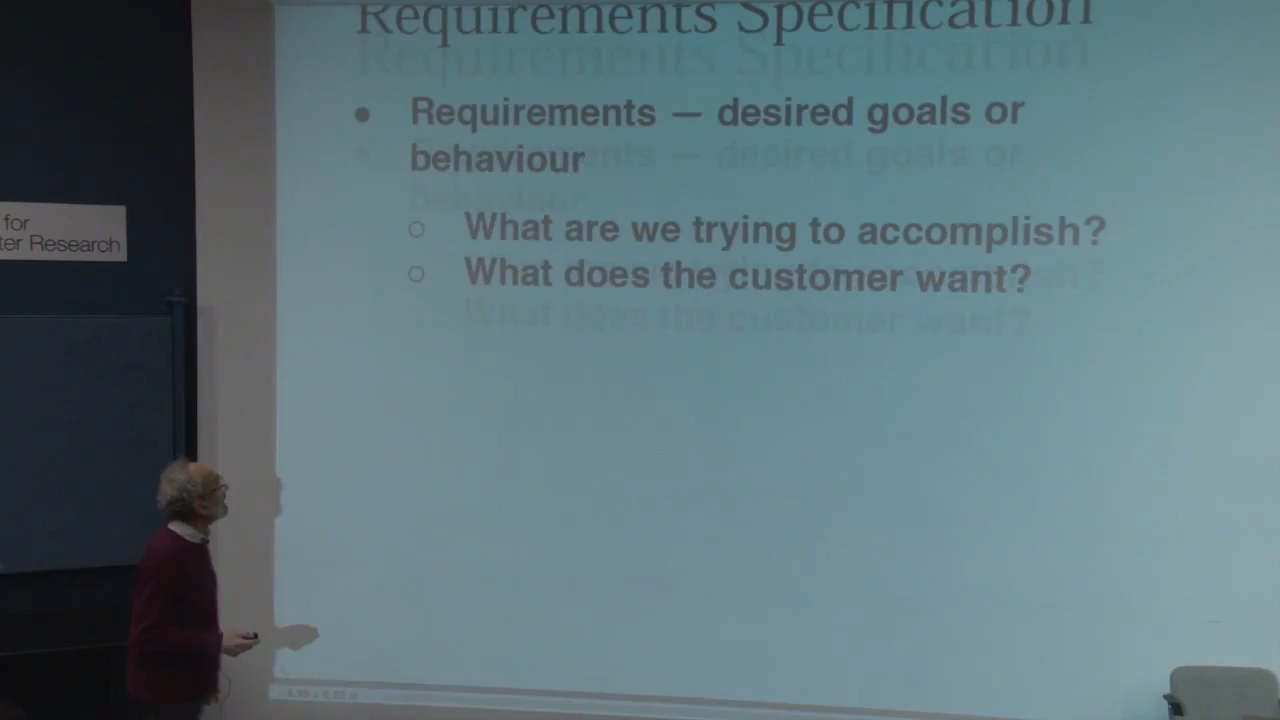 Requirements Specification
● Requirements — desired goals or
behaviour
○ What are we trying to accomplish?
○ What does the customer want?
for
ter Research